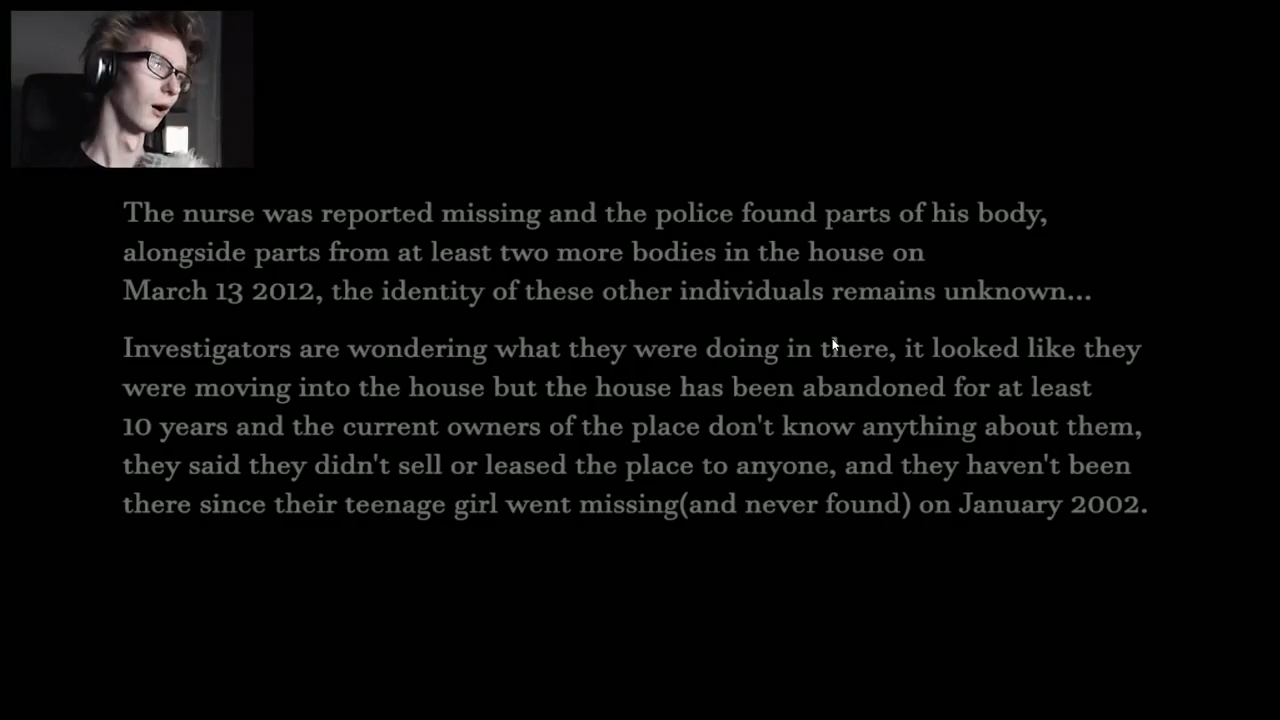 The nurse was reported missing and the police found parts of his body,
alongside parts from at least two more bodies in the house on
March 13 2012, the identity of these other individuals remains unknown...
Investigators are wondering what they were doing in there, it looked like they
were moving into the house but the house has been abandoned for at least
10 years and the current owners of the place don't know anything about them,
they said they didn't sell or leased the place to anyone, and they haven't been
there since their teenage girl went missing(and never found) on January 2002.